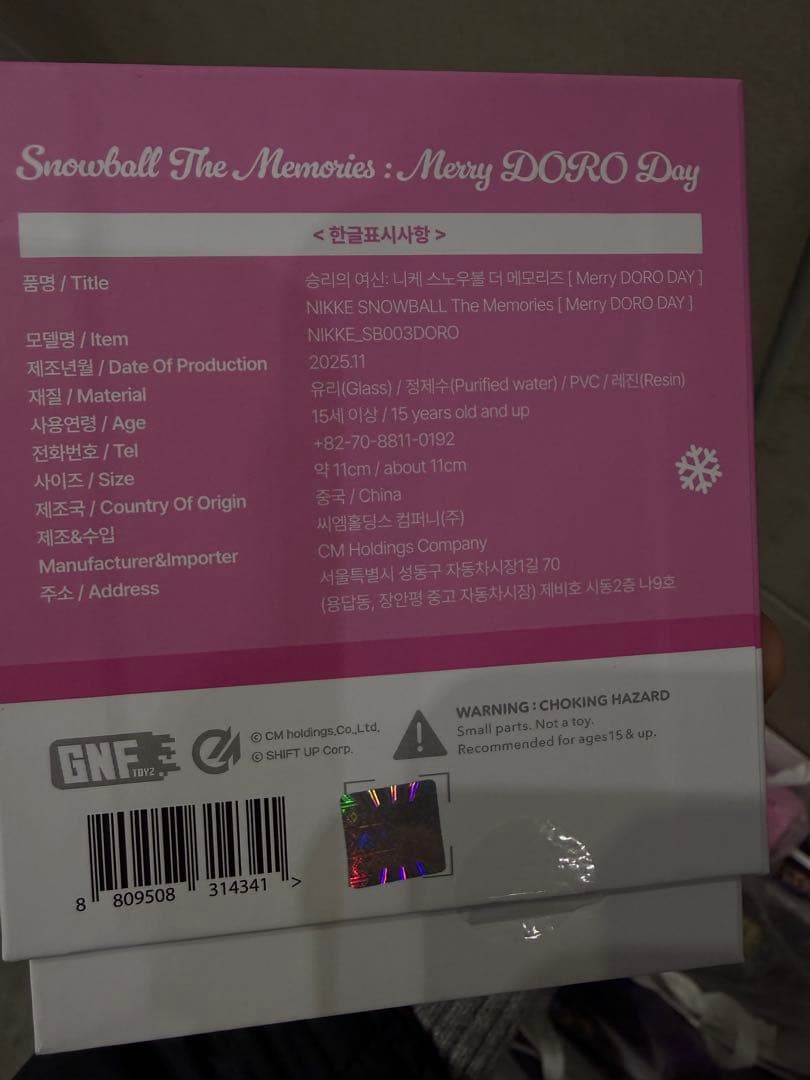 Snowball The Memories : Merry DORO Day
< 한글표시사항 >
품명 / Title 승리의 여신: 니케 스노우볼 더 메모리즈 [ Merry DORO DAY ]
NIKKE SNOWBALL The Memories [ Merry DORO DAY ]
모델명 / Item NIKKE_SB003DORO
제조년월 / Date Of Production 2025.11
재질 / Material 유리(Glass) / 정제수(Purified water) / PVC / 레진(Resin)
사용연령 / Age 15세 이상 / 15 years old and up
전화번호 / Tel +82-70-8811-0192
사이즈 / Size 약 11cm / about 11cm
제조국 / Country Of Origin 중국 / China
제조&수입 씨엠홀딩스 컴퍼니(주)
Manufacturer&Importer CM Holdings Company
주소 / Address 서울특별시 성동구 자동차시장1길 70
(용답동, 장안평 중고 자동차시장) 제비호 시동2층 나9호
GNF TOYZ
© CM holdings.Co.,Ltd.
© SHIFT UP Corp.
WARNING : CHOKING HAZARD
Small parts. Not a toy.
Recommended for ages 15 & up.
8 809508 314341 >